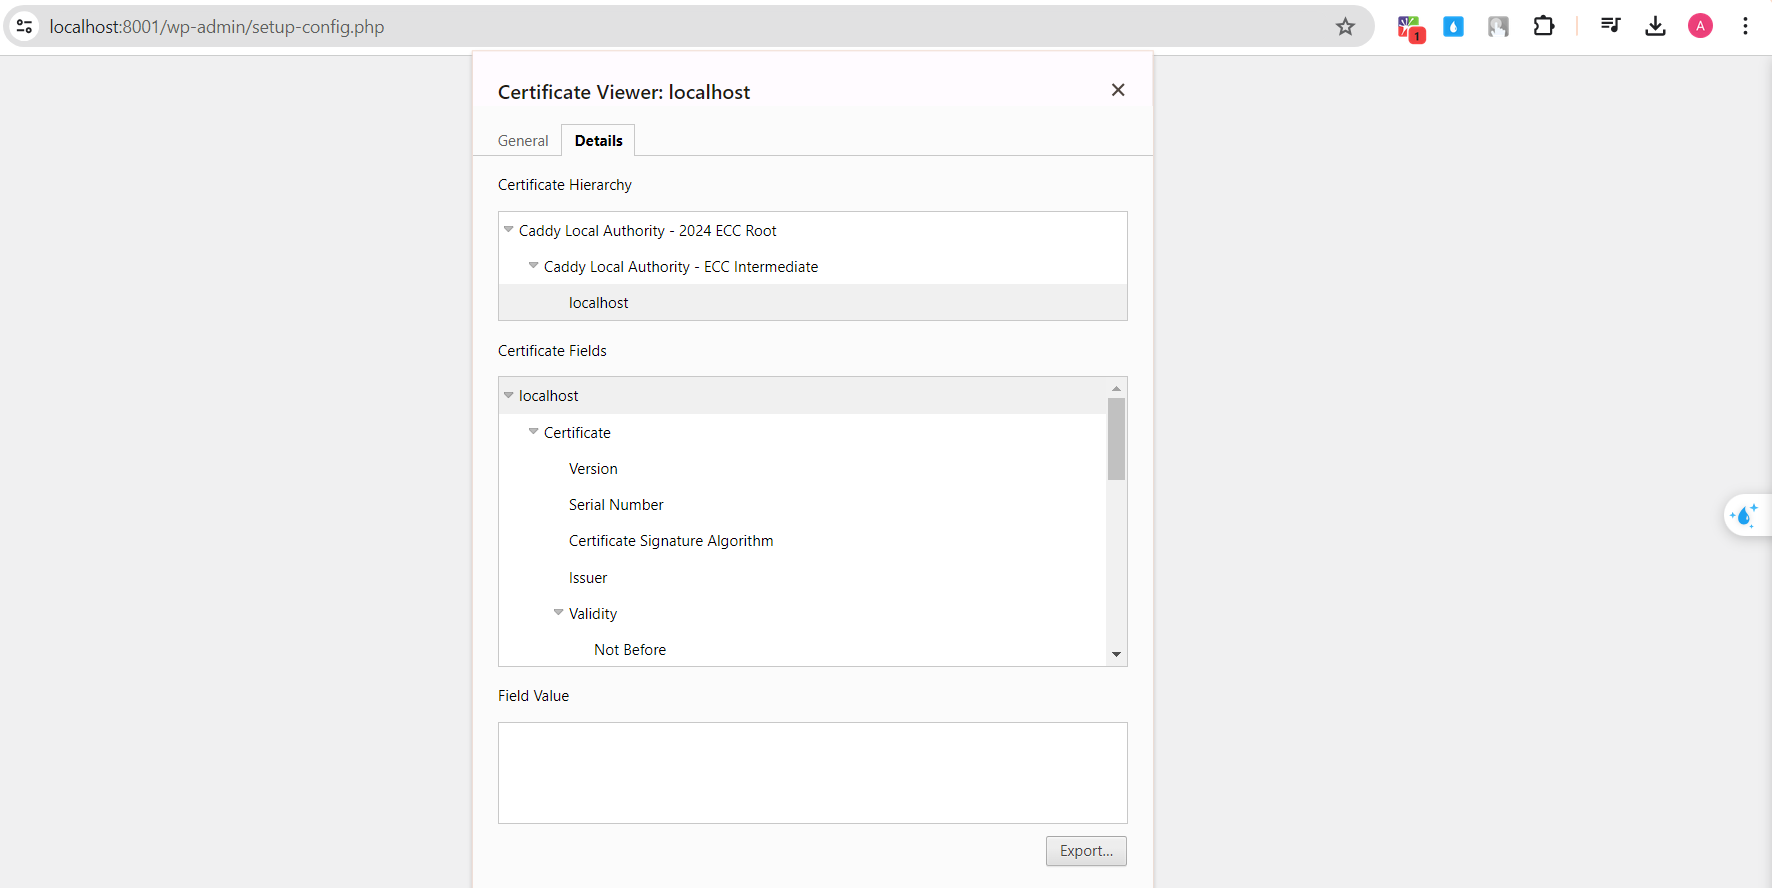 localhost:8001/wp-admin/setup-config.php
1
A
Certificate Viewer: localhost
General Details
Certificate Hierarchy
Caddy Local Authority - 2024 ECC Root
Caddy Local Authority - ECC Intermediate
localhost
Certificate Fields
localhost
Certificate
Version
Serial Number
Certificate Signature Algorithm
Issuer
Validity
Not Before
Field Value
Export...